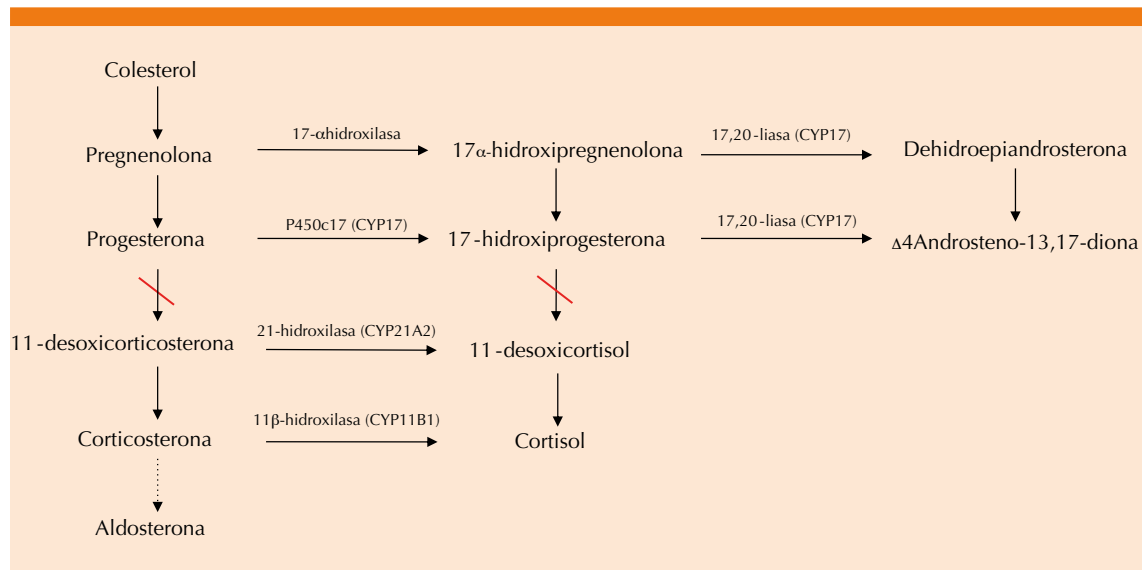 Colesterol
17-αhidroxilasa
17,20-liasa (CYP17)
Pregnenolona
17α-hidroxipregnenolona
Dehidroepiandrosterona
P450c17 (CYP17)
17,20-liasa (CYP17)
Progesterona
17-hidroxiprogesterona
Δ4Androsteno-13,17-diona
21-hidroxilasa (CYP21A2)
11-desoxicorticosterona
11-desoxicortisol
11β-hidroxilasa (CYP11B1)
Corticosterona
Cortisol
Aldosterona